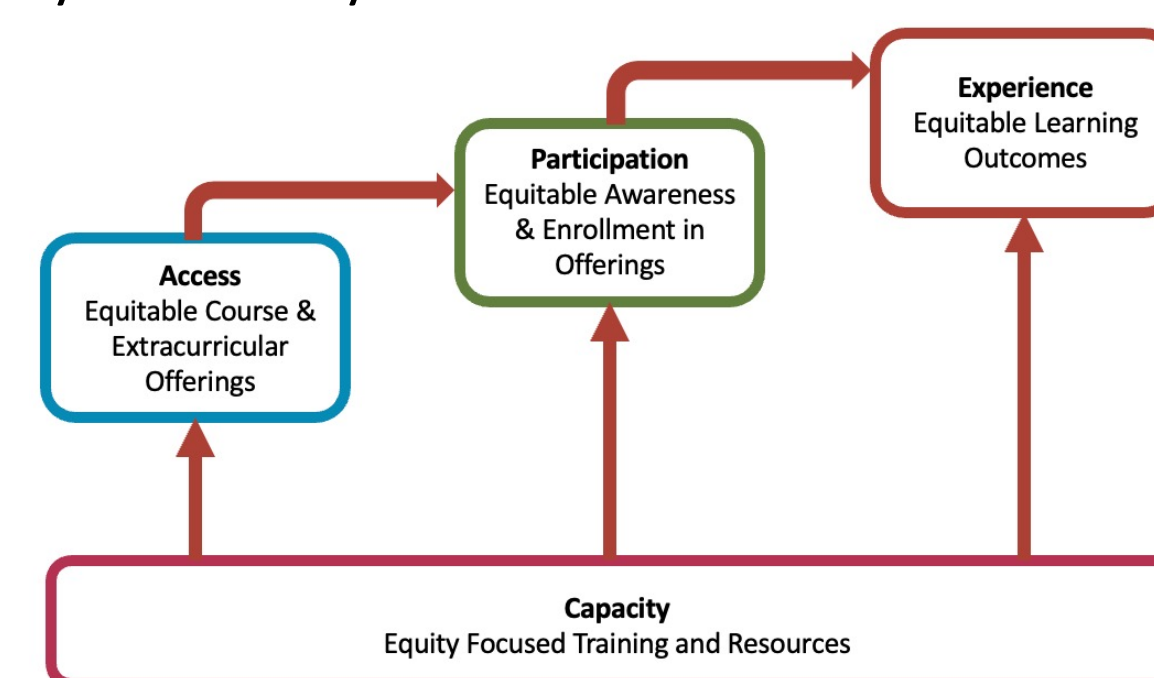 Experience
Equitable Learning
Outcomes
Participation
Equitable Awareness
& Enrollment in
Offerings
Access
Equitable Course &
Extracurricular
Offerings
Capacity
Equity Focused Training and Resources